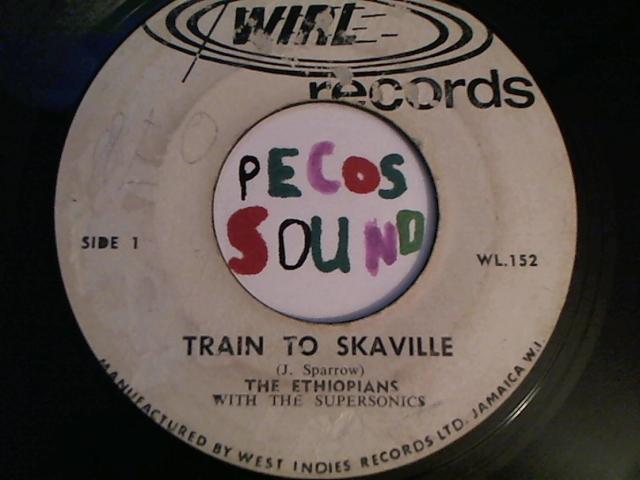 WIRL
records
PECOS
SOUND
SIDE 1
WL.152
TRAIN TO SKAVILLE
(J. Sparrow)
THE ETHIOPIANS
WITH THE SUPERSONICS
MANUFACTURED BY WEST INDIES RECORDS LTD. JAMAICA W.I.